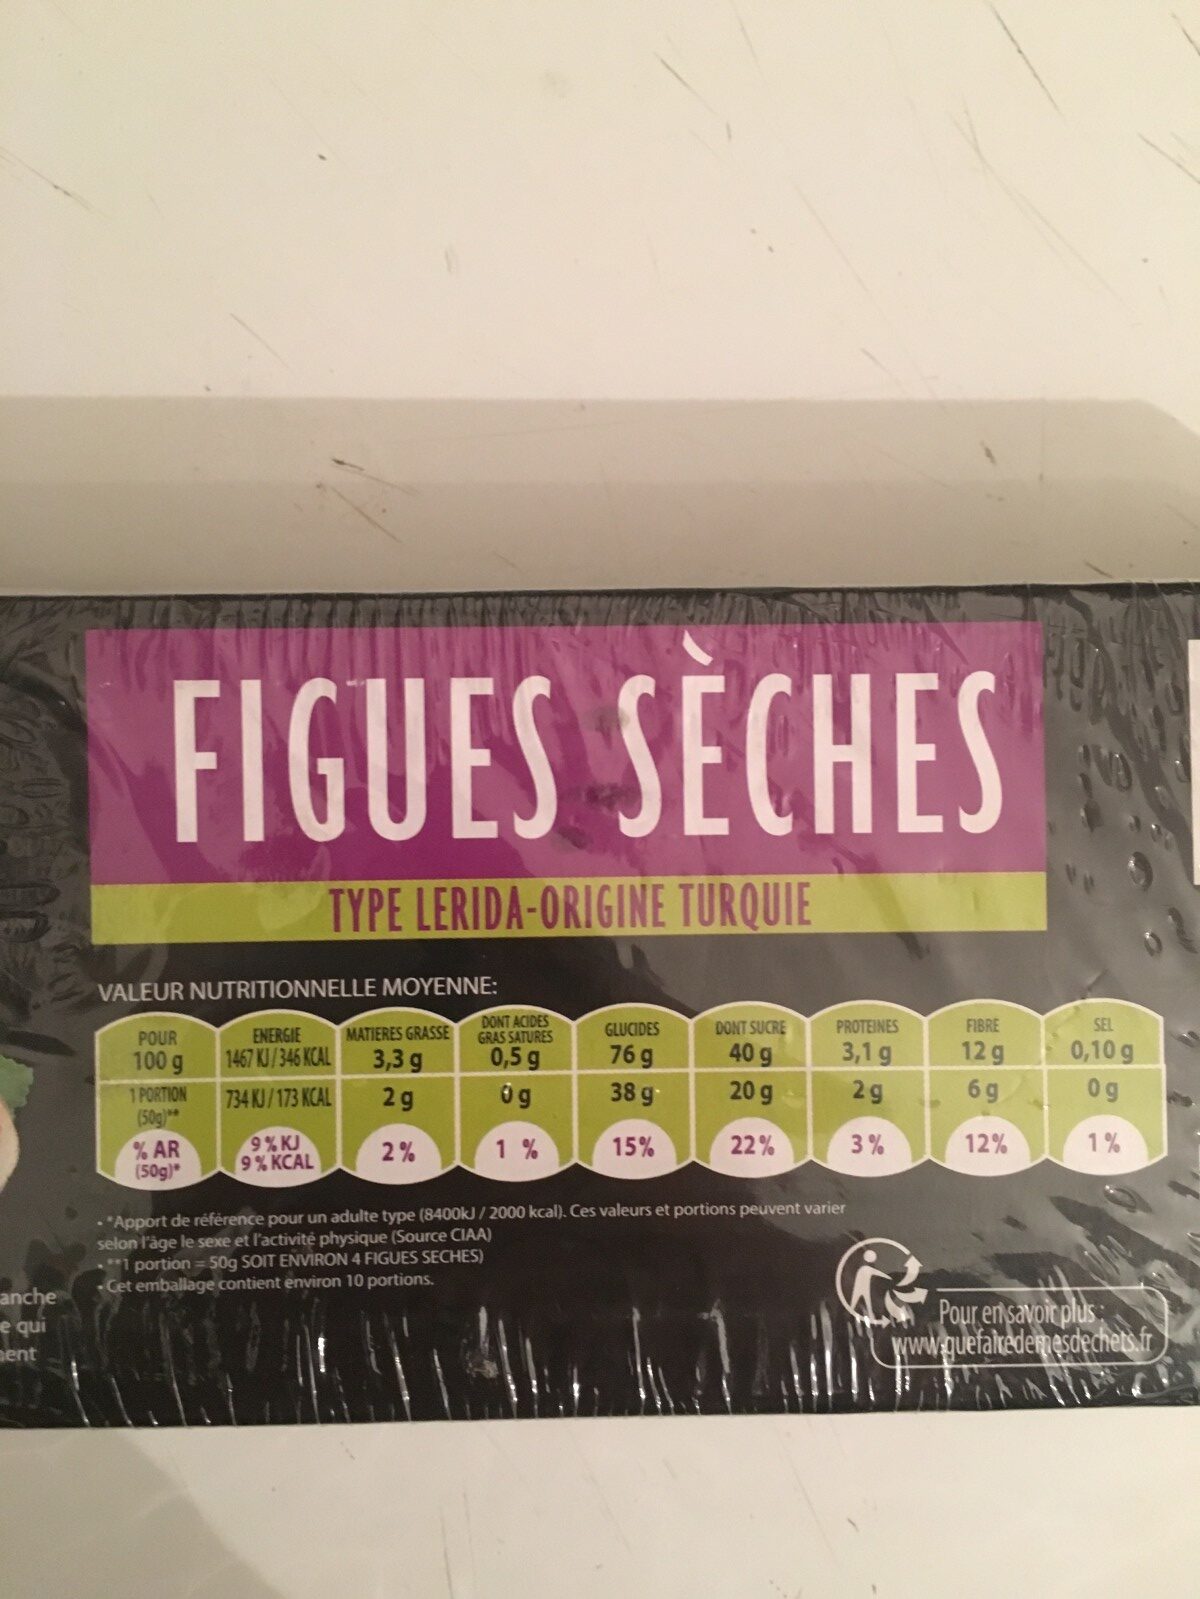 FIGUES SÈCHES
TYPE LERIDA-ORIGINE TURQUIE
VALEUR NUTRITIONNELLE MOYENNE:
POUR 100 g
ENERGIE 1467 KJ / 346 KCAL
MATIERES GRASSE 3,3 g
DONT ACIDES GRAS SATURES 0,5 g
GLUCIDES 76 g
DONT SUCRE 40 g
PROTEINES 3,1 g
FIBRE 12 g
SEL 0,10 g
1 PORTION (50g)** 734 KJ / 173 KCAL 2 g 0 g 38 g 20 g 2 g 6 g 0 g
% AR (50g)* 9 % KJ 9 % KCAL 2 % 1 % 15% 22% 3 % 12% 1 %
• *Apport de référence pour un adulte type (8400kJ / 2000 kcal). Ces valeurs et portions peuvent varier
selon l'âge le sexe et l'activité physique (Source CIAA)
• **1 portion = 50g SOIT ENVIRON 4 FIGUES SECHES)
• Cet emballage contient environ 10 portions.
anche
e qui
ent
Pour en savoir plus :
www.quefairedemesdechets.fr